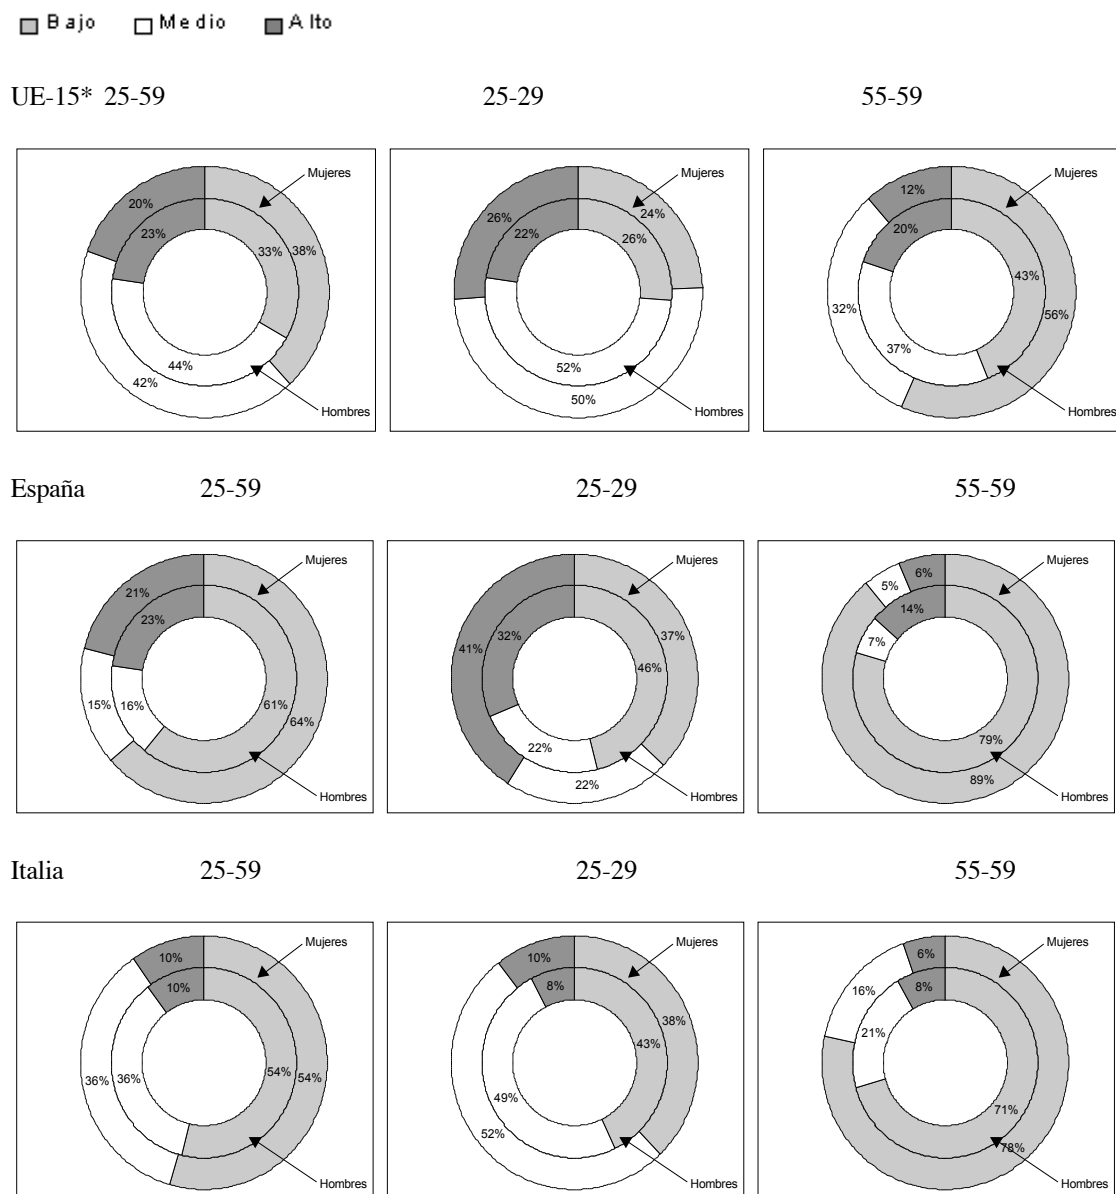 Bajo Medio Alto
UE-15* 25-59 25-29 55-59
Mujeres Mujeres Mujeres
20% 23% 33% 38% 26% 22% 24% 26% 12% 20% 43% 56%
42% 44% 50% 52% 32% 37%
Hombres Hombres Hombres
España 25-59 25-29 55-59
Mujeres Mujeres Mujeres
21% 23% 41% 32% 37% 46% 5% 6% 7% 14%
15% 16% 61% 64% 22% 22% 79% 89%
Hombres Hombres Hombres
Italia 25-59 25-29 55-59
Mujeres Mujeres Mujeres
10% 10% 10% 8% 38% 43% 16% 6% 21% 8%
36% 36% 54% 54% 49% 52% 71% 78%
Hombres Hombres Hombres